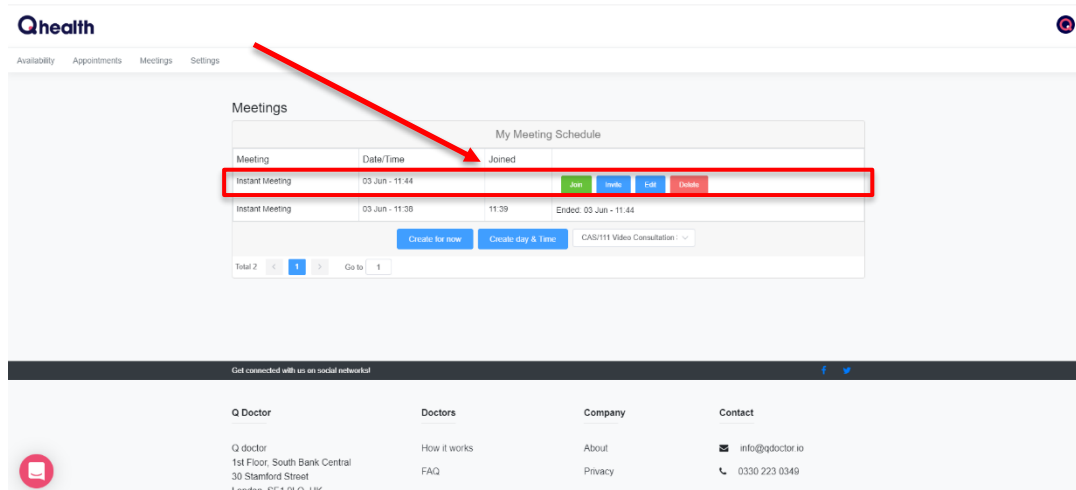 Qhealth
Q
Availability Appointments Meetings Settings
Meetings
My Meeting Schedule
Meeting Date/Time Joined
Instant Meeting 03 Jun - 11:44 Join Invite Edit Delete
Instant Meeting 03 Jun - 11:38 11:39 Ended: 03 Jun - 11:44
Create for now Create day & Time CAS/111 Video Consultation
Total 2 < 1 > Go to 1
Get connected with us on social networks!
Q Doctor Doctors Company Contact
Q doctor How it works About info@qdoctor.io
1st Floor, South Bank Central
30 Stamford Street FAQ Privacy 0330 223 0349
London, SE1 9LQ, UK